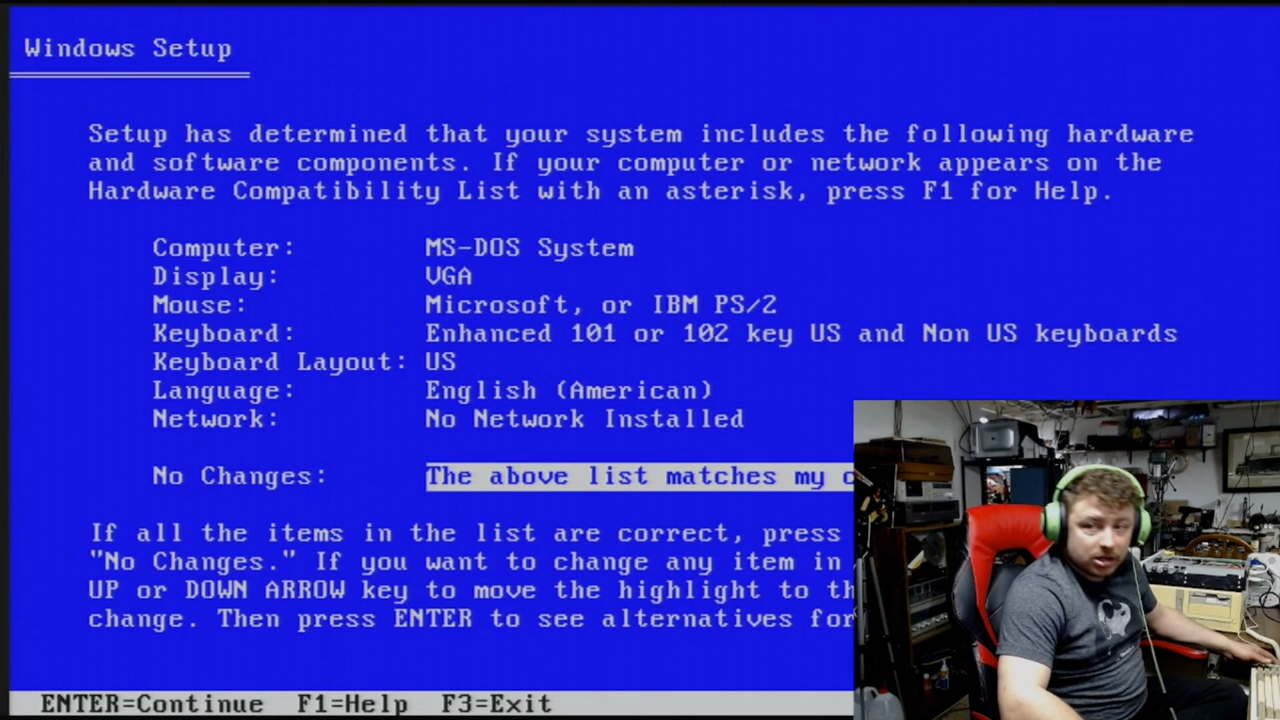 Windows Setup
Setup has determined that your system includes the following hardware
and software components. If your computer or network appears on the
Hardware Compatibility List with an asterisk, press F1 for Help.
Computer: MS-DOS System
Display: VGA
Mouse: Microsoft, or IBM PS/2
Keyboard: Enhanced 101 or 102 key US and Non US keyboards
Keyboard Layout: US
Language: English (American)
Network: No Network Installed
No Changes: The above list matches my
If all the items in the list are correct, press
"No Changes." If you want to change any item in
UP or DOWN ARROW key to move the highlight to
change. Then press ENTER to see alternatives for
ENTER=Continue F1=Help F3=Exit